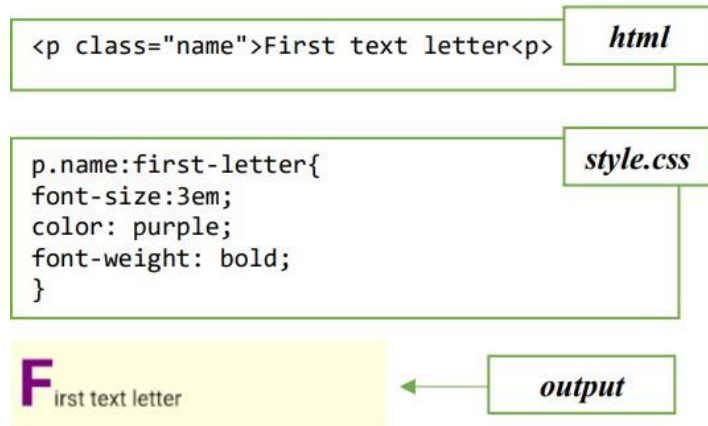 <p class="name">First text letter<p>
html
p.name:first-letter{
style.css
font-size:3em;
color: purple;
font-weight: bold;
}
First text letter
output